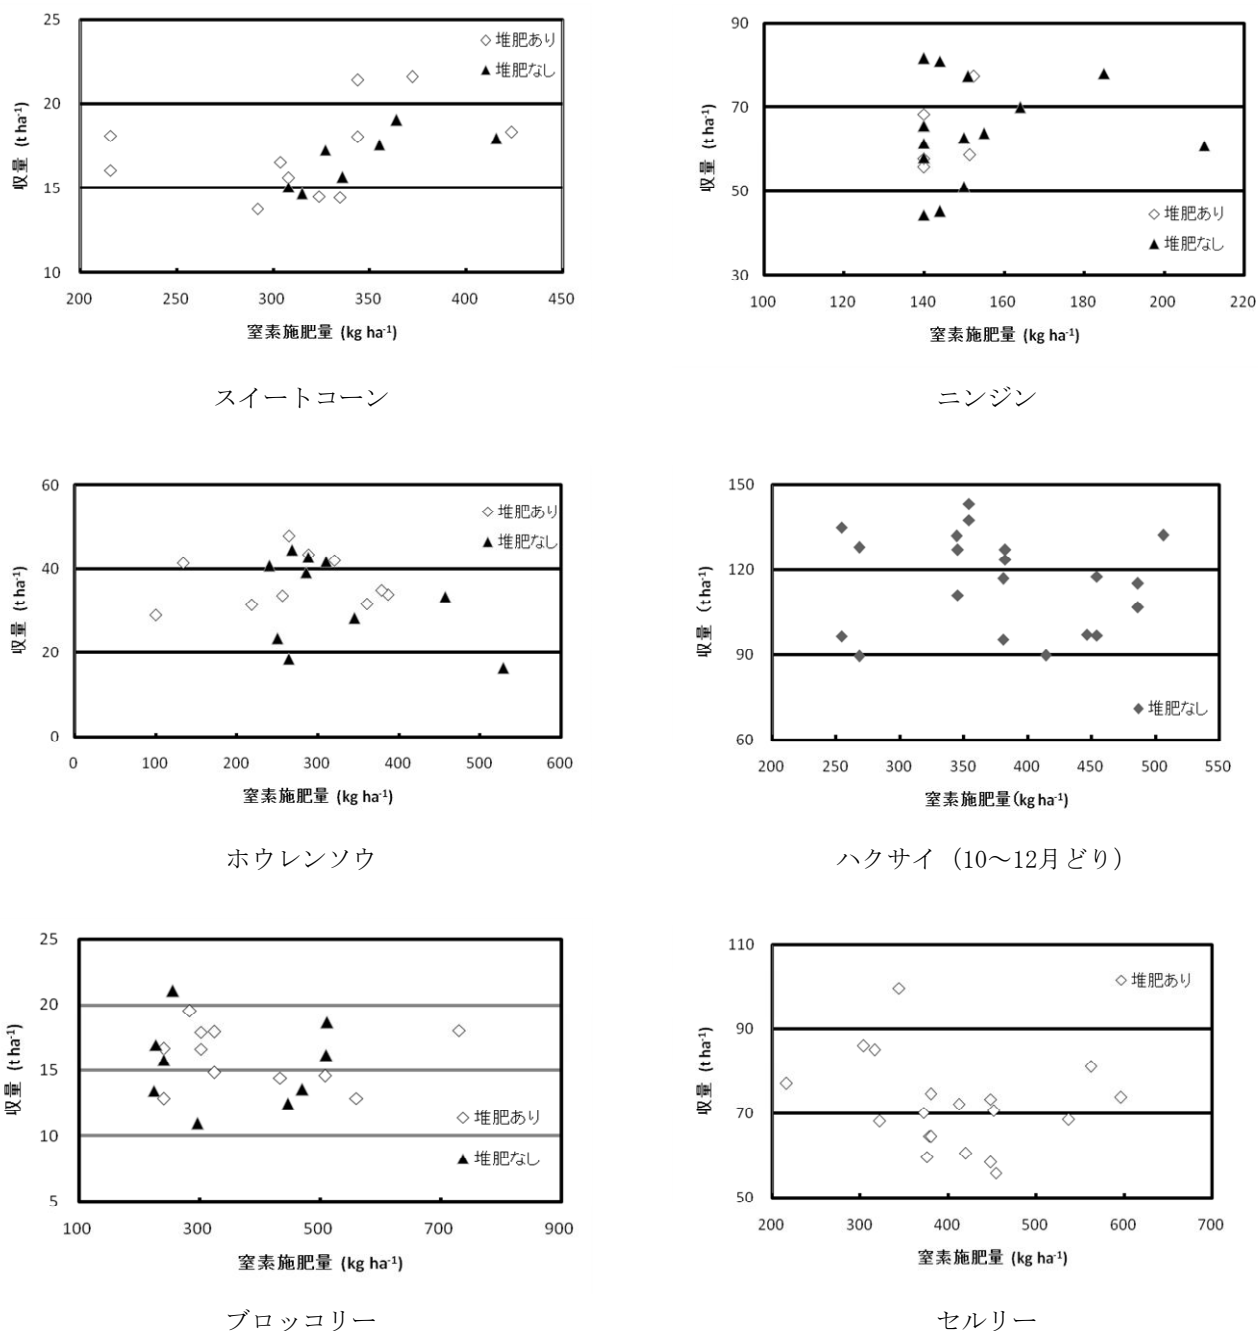 25
20
15
10
収量 (t ha⁻¹)
◇堆肥あり
▲堆肥なし
200 250 300 350 400 450
窒素施肥量 (kg ha⁻¹)
スイートコーン
90
70
50
30
収量 (t ha⁻¹)
◇堆肥あり
▲堆肥なし
100 120 140 160 180 200 220
窒素施肥量 (kg ha⁻¹)
ニンジン
60
40
20
0
収量 (t ha⁻¹)
◇堆肥あり
▲堆肥なし
0 100 200 300 400 500 600
窒素施肥量 (kg ha⁻¹)
ホウレンソウ
150
120
90
60
収量 (t ha⁻¹)
◆堆肥なし
200 250 300 350 400 450 500 550
窒素施肥量(kg ha⁻¹)
ハクサイ（10～12月どり）
25
20
15
10
5
収量 (t ha⁻¹)
◇堆肥あり
▲堆肥なし
100 300 500 700 900
窒素施肥量 (kg ha⁻¹)
ブロッコリー
110
90
70
50
収量 (t ha⁻¹)
◇堆肥あり
200 300 400 500 600 700
窒素施肥量 (kg ha⁻¹)
セルリー